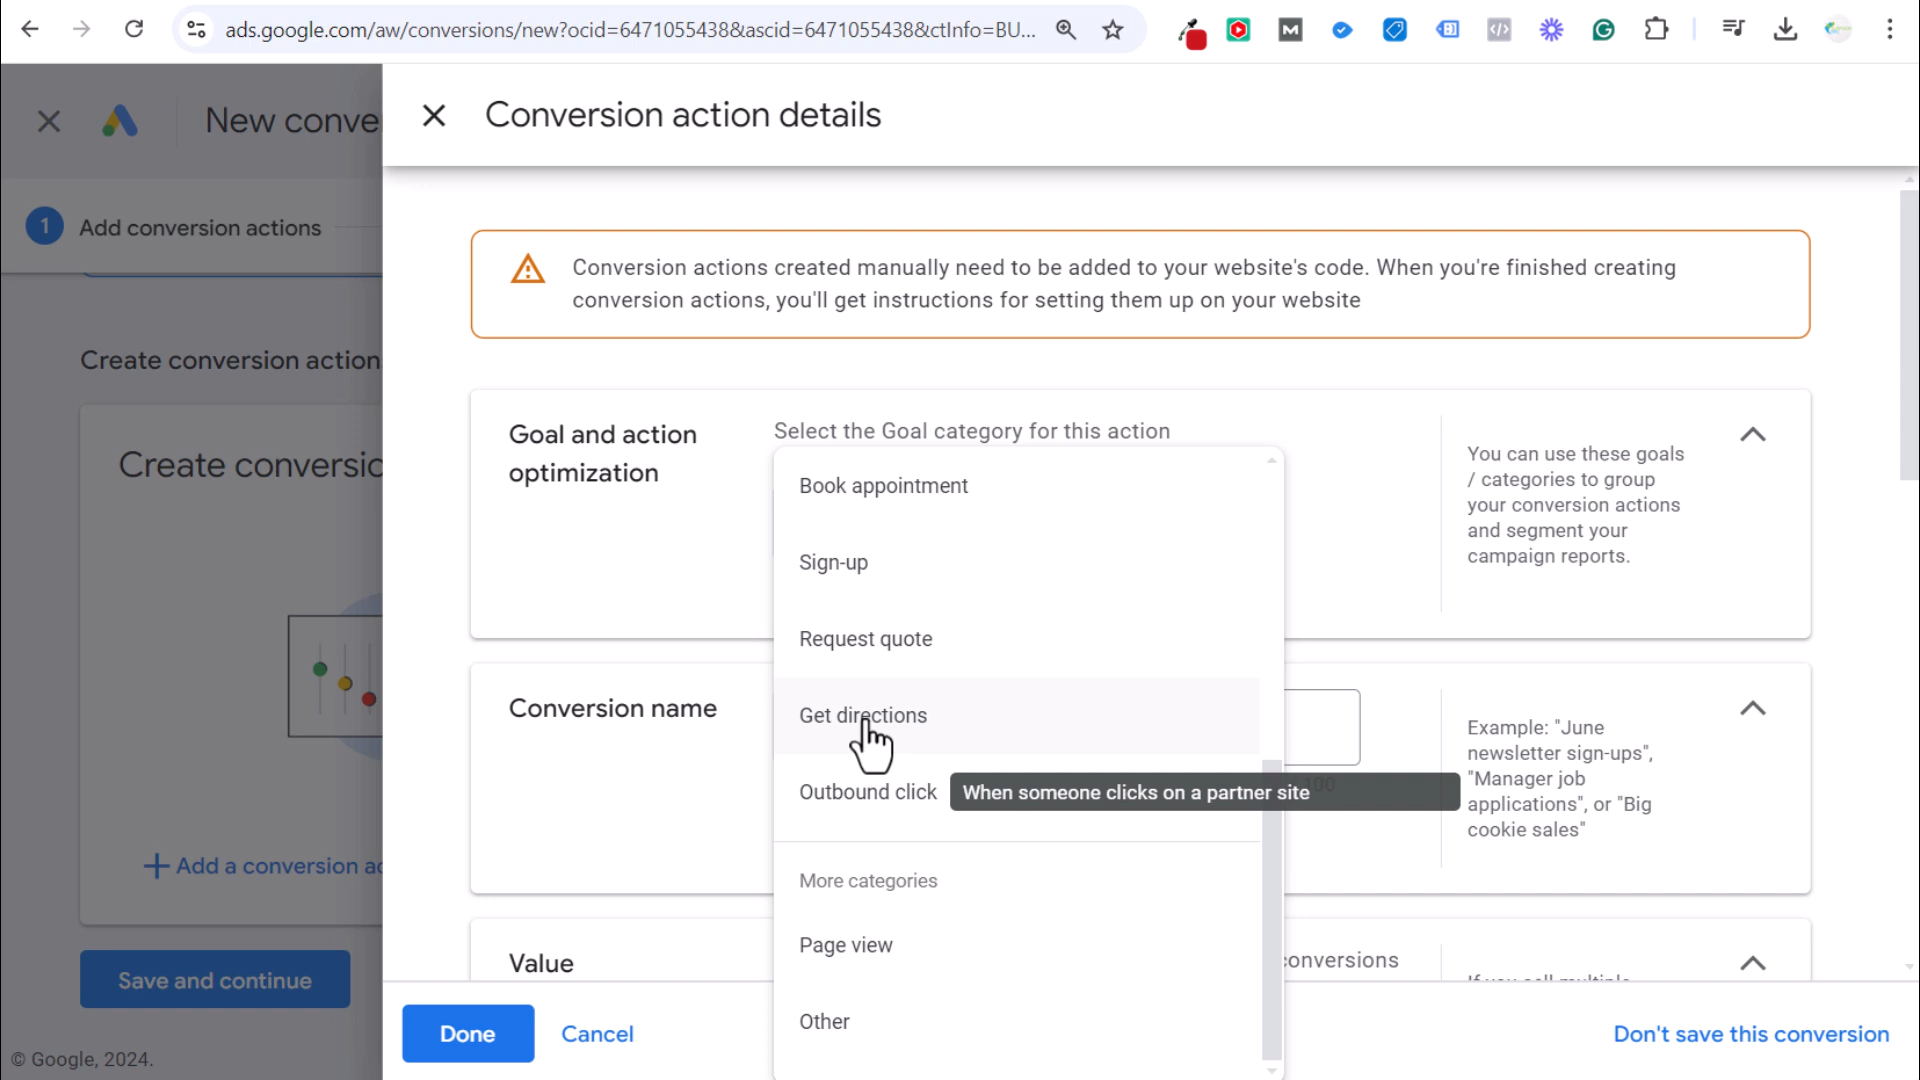 ads.google.com/aw/conversions/new?ocid=6471055438&ascid=6471055438&ctInfo=BU...
New conve
Conversion action details
1 Add conversion actions
Conversion actions created manually need to be added to your website's code. When you're finished creating
conversion actions, you'll get instructions for setting them up on your website
Create conversion action
Create conversio
Add a conversion ac
Save and continue
© Google, 2024.
Goal and action
optimization
Select the Goal category for this action
Book appointment
Sign-up
Request quote
Get directions
Outbound click
When someone clicks on a partner site
More categories
Page view
Other
You can use these goals
/ categories to group
your conversion actions
and segment your
campaign reports.
Conversion name
100
Example: "June
newsletter sign-ups",
"Manager job
applications", or "Big
cookie sales"
Value
conversions
Done
Cancel
Don't save this conversion